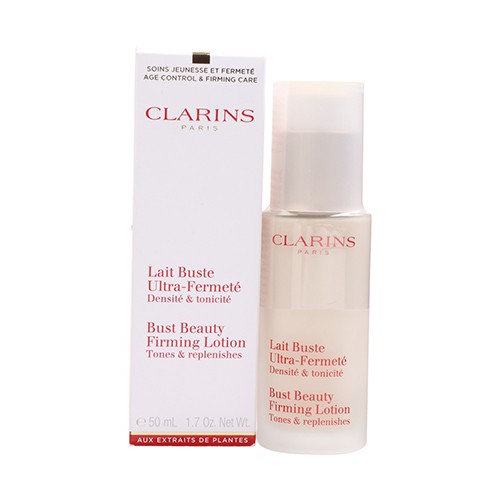 SOINS JEUNESSE ET FERMETÉ
AGE CONTROL & FIRMING CARE
CLARINS
PARIS
Lait Buste
Ultra-Fermeté
Densité & tonicité
Bust Beauty
Firming Lotion
Tones & replenishes
e 50 mL 1.7 Oz. Net Wt.
AUX EXTRAITS DE PLANTES
CLARINS
PARIS
Lait Buste
Ultra-Fermeté
Densité & tonicité
Bust Beauty
Firming Lotion
Tones & replenishes